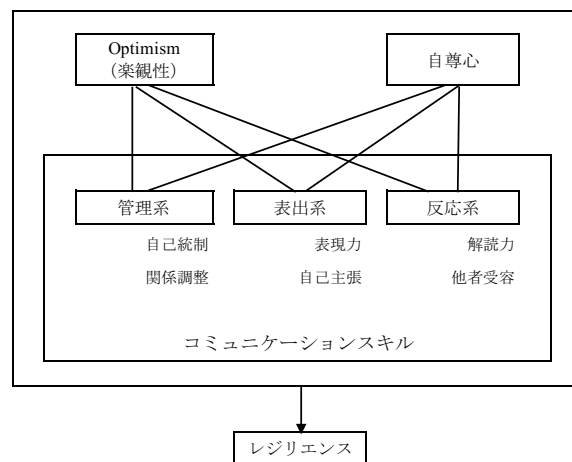 Optimism
（楽観性）
自尊心
管理系
表出系
反応系
自己統制
表現力
解読力
関係調整
自己主張
他者受容
コミュニケーションスキル
レジリエンス